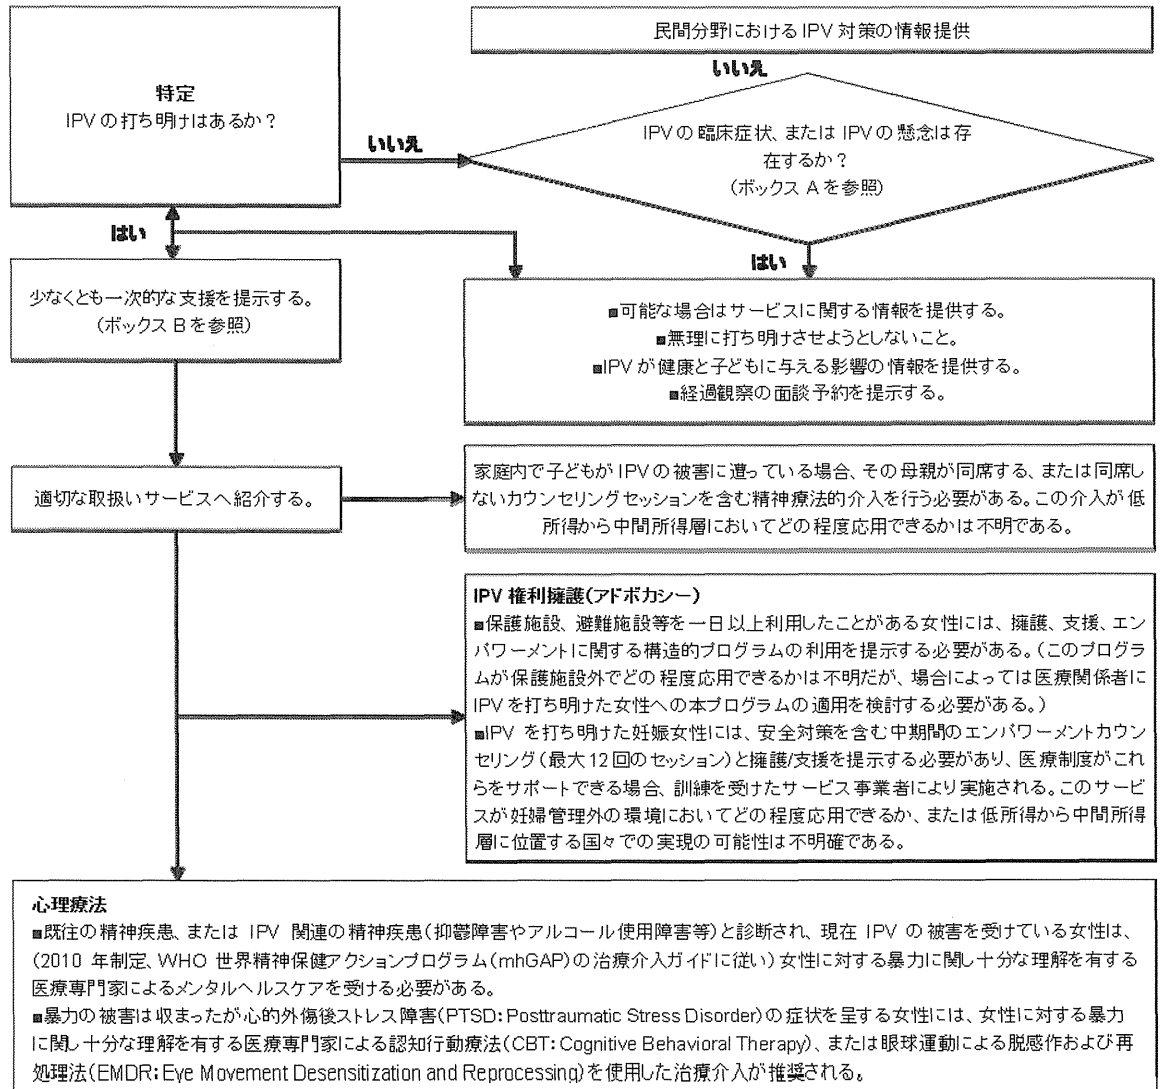 民間分野における IPV 対策の情報提供
特定
IPV の打ち明けはあるか？
いいえ
いいえ
IPV の臨床症状、または IPV の懸念は存
在するか？
(ボックス A を参照)
はい
はい
少なくとも一次的な支援を提示する。
(ボックス B を参照)
■可能な場合はサービスに関する情報を提供する。
■無理に打ち明けさせようとしないこと。
■IPV が健康と子どもに与える影響の情報を提供する。
■経過観察の面談予約を提示する。
適切な取扱いサービスへ紹介する。
家庭内で子どもが IPV の被害に遭っている場合、その母親が同席する、または同席し
ないカウンセリングセッションを含む精神療法的介入を行う必要がある。この介入が低
所得から中間所得層においてどの程度応用できるかは不明である。
IPV 権利擁護(アドボカシー)
■保護施設、避難施設等を一日以上利用したことがある女性には、擁護、支援、エン
パワーメントに関する構造的プログラムの利用を提示する必要がある。(このプログラ
ムが保護施設外でどの程度応用できるかは不明だが、場合によっては医療関係者に
IPV を打ち明けた女性への本プログラムの適用を検討する必要がある。)
■IPV を打ち明けた妊娠女性には、安全対策を含む中期間のエンパワーメントカウン
セリング(最大 12 回のセッション)と擁護/支援を提示する必要があり、医療制度がこれ
らをサポートできる場合、訓練を受けたサービス事業者により実施される。このサービ
スが妊婦管理外の環境においてどの程度応用できるか、または低所得から中間所得
層に位置する国々での実現の可能性は不明確である。
心理療法
■既往の精神疾患、または IPV 関連の精神疾患(抑鬱障害やアルコール使用障害等)と診断され、現在 IPV の被害を受けている女性は、
(2010 年制定、WHO 世界精神保健アクションプログラム(mhGAP)の治療介入ガイドに従い) 女性に対する暴力に関し十分な理解を有する
医療専門家によるメンタルヘルスケアを受ける必要がある。
■暴力の被害は収まったが心的外傷後ストレス障害(PTSD: Posttraumatic Stress Disorder)の症状を呈する女性には、女性に対する暴力
に関し十分な理解を有する医療専門家による認知行動療法(CBT: Cognitive Behavioral Therapy)、または眼球運動による脱感作および再
処理法(EMDR: Eye Movement Desensitization and Reprocessing)を使用した治療介入が推奨される。